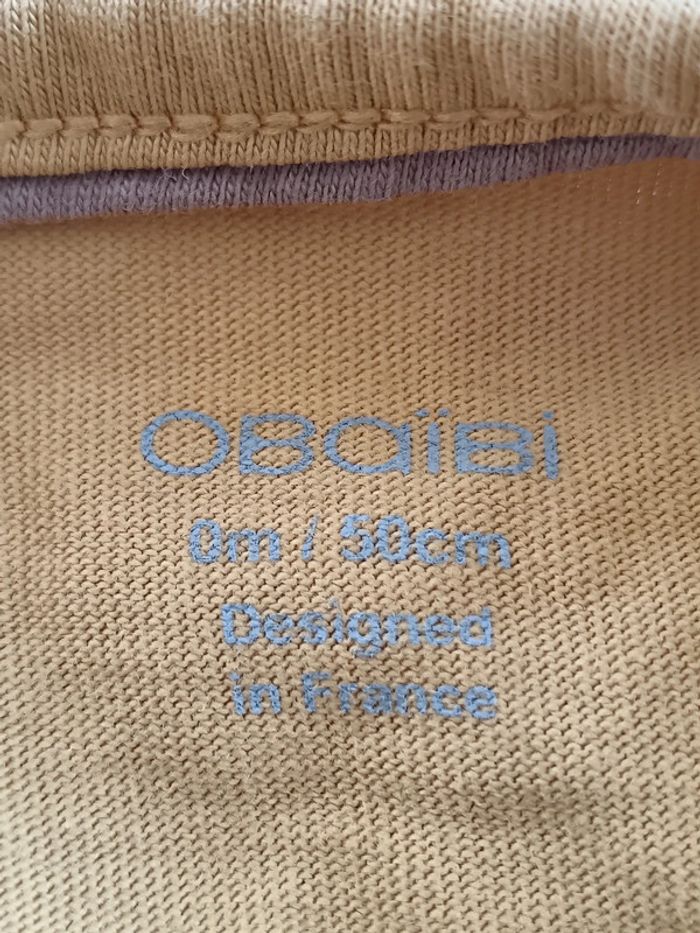 OBaïBi
0m / 50cm
Designed
in France